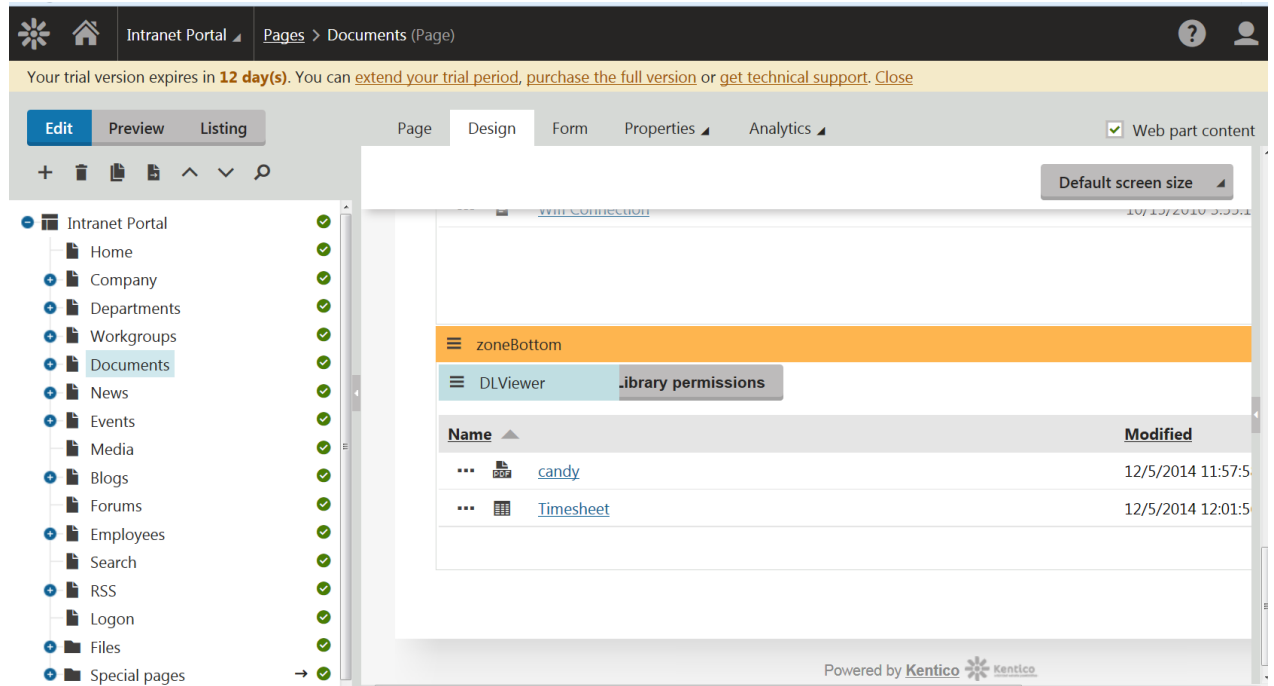 Intranet Portal Pages > Documents (Page)
Your trial version expires in 12 day(s). You can extend your trial period, purchase the full version or get technical support. Close
Edit Preview Listing
Page Design Form Properties Analytics Web part content
Default screen size
Intranet Portal
Home
Company
Departments
Workgroups
Documents
News
Events
Media
Blogs
Forums
Employees
Search
RSS
Logon
Files
Special pages
Wifi Connection
zoneBottom
DLViewer Library permissions
Name Modified
PDF candy 12/5/2014 11:57:5
Timesheet 12/5/2014 12:01:5
Powered by Kentico Kentico